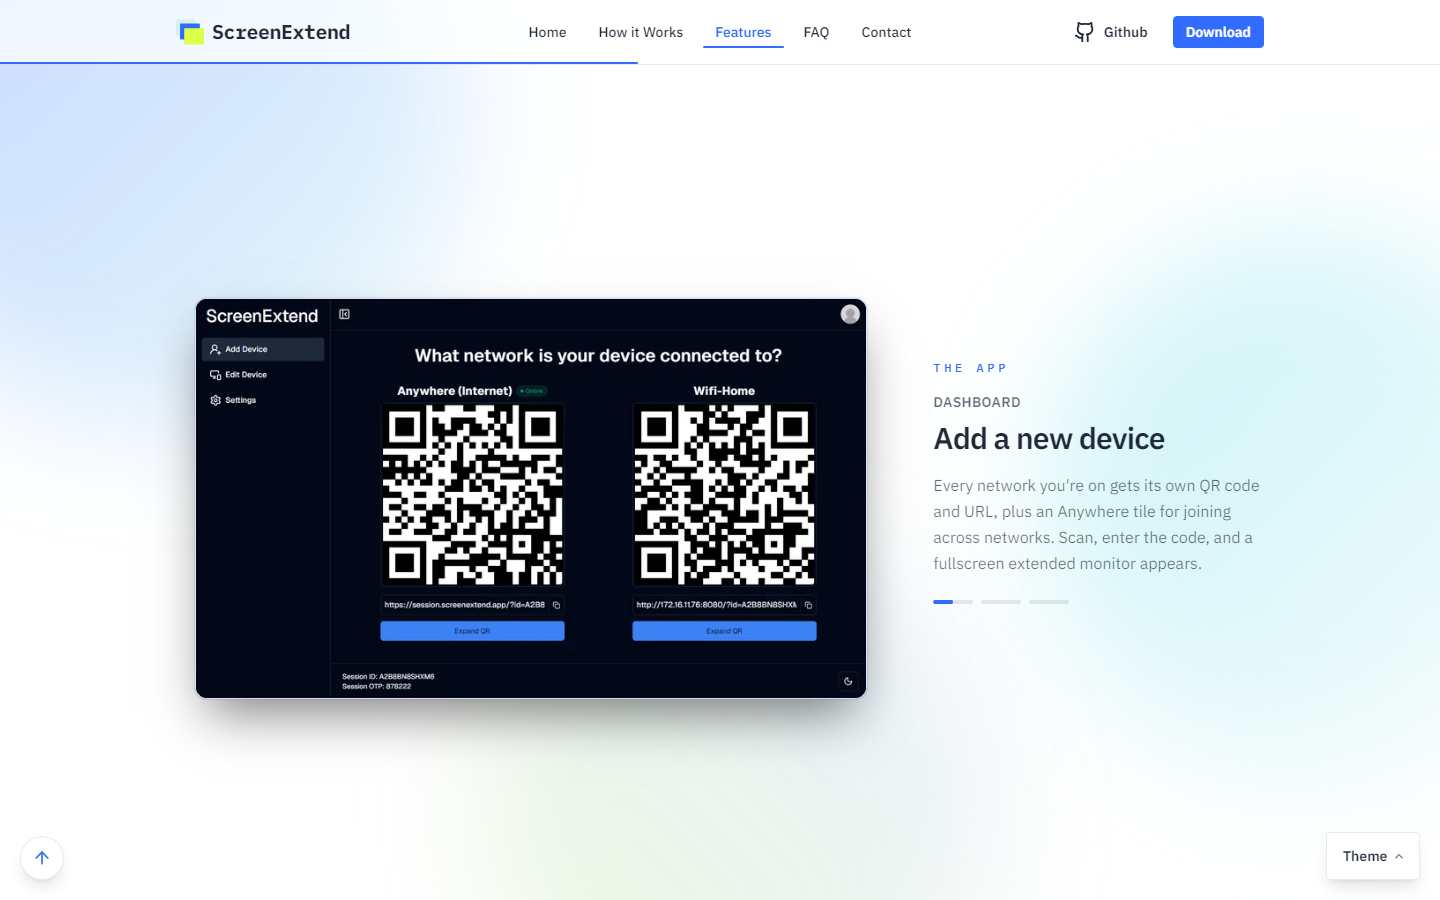 ScreenExtend
Home
How it Works
Features
FAQ
Contact
Github
Download
ScreenExtend
Add Device
Edit Device
Settings
What network is your device connected to?
Anywhere (Internet)
Online
Wifi-Home
https://session.screenextend.app/?id=A2B8
http://172.16.11.76:8080/?id=A2B8BN8SHXM
Expand QR
Expand QR
Session ID: A2B8BN8SHXM6
Session OTP: 878222
THE APP
DASHBOARD
Add a new device
Every network you're on gets its own QR code
and URL, plus an Anywhere tile for joining
across networks. Scan, enter the code, and a
fullscreen extended monitor appears.
Theme